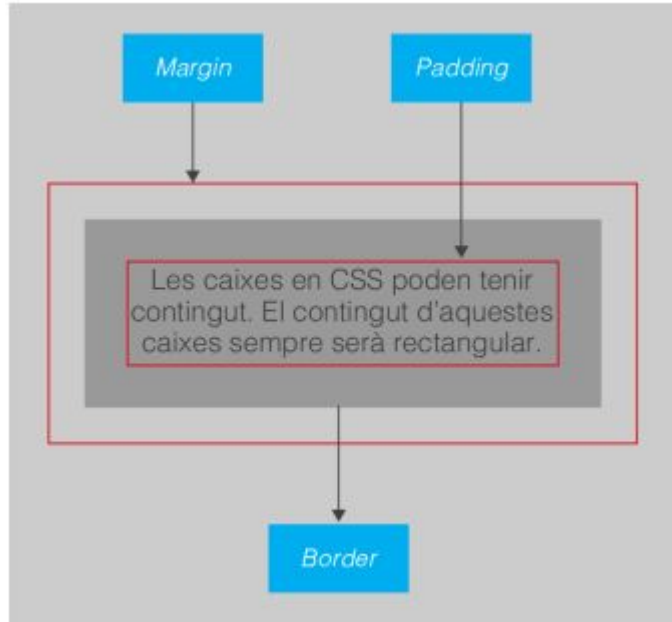 Margin
Padding
Les caixes en CSS poden tenir
contingut. El contingut d'aquestes
caixes sempre serà rectangular.
Border